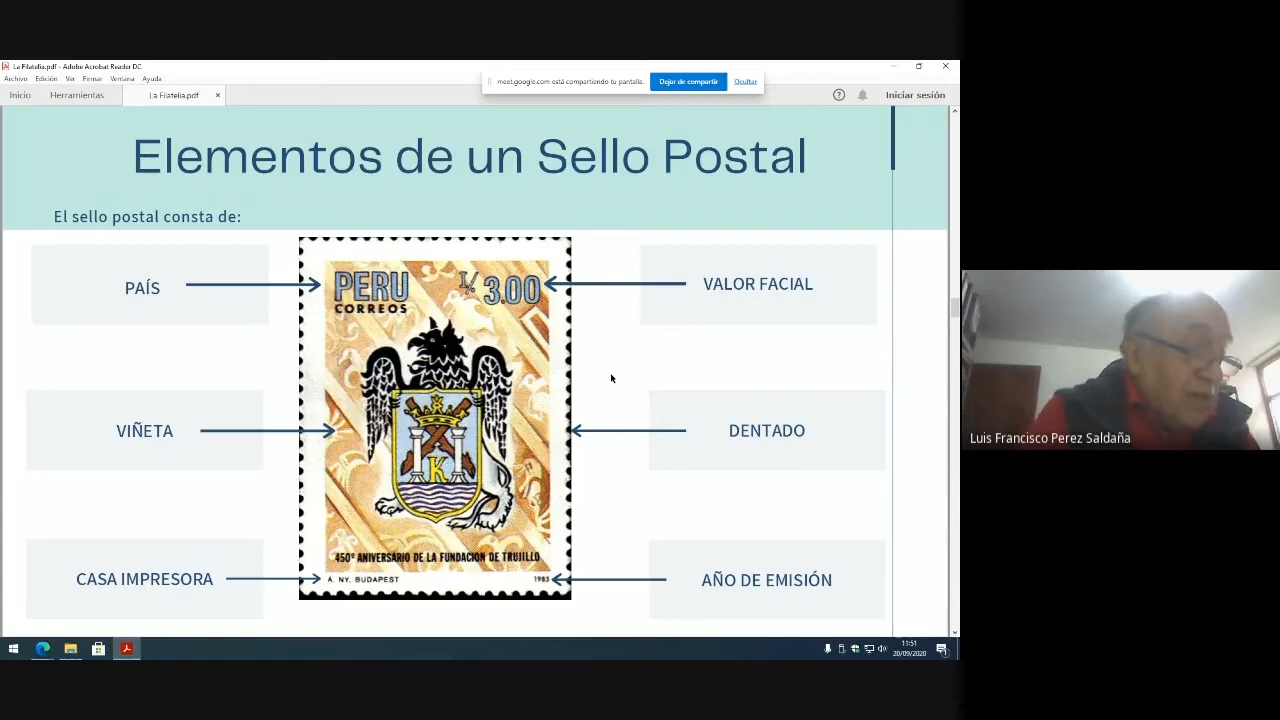 La Filatelia.pdf - Adobe Acrobat Reader DC
Archivo Edición Ver Firmar Ventana Ayuda
meet.google.com está compartiendo tu pantalla. Dejar de compartir Ocultar
Inicio Herramientas La Filatelia.pdf × Iniciar sesión
Elementos de un Sello Postal
El sello postal consta de:
PAÍS
PERU I/. 3.00
CORREOS
VALOR FACIAL
VIÑETA
K
DENTADO
450º ANIVERSARIO DE LA FUNDACION DE TRUJILLO
CASA IMPRESORA
A. NY. BUDAPEST 1985
AÑO DE EMISIÓN
Luis Francisco Perez Saldaña
11:51
20/09/2020